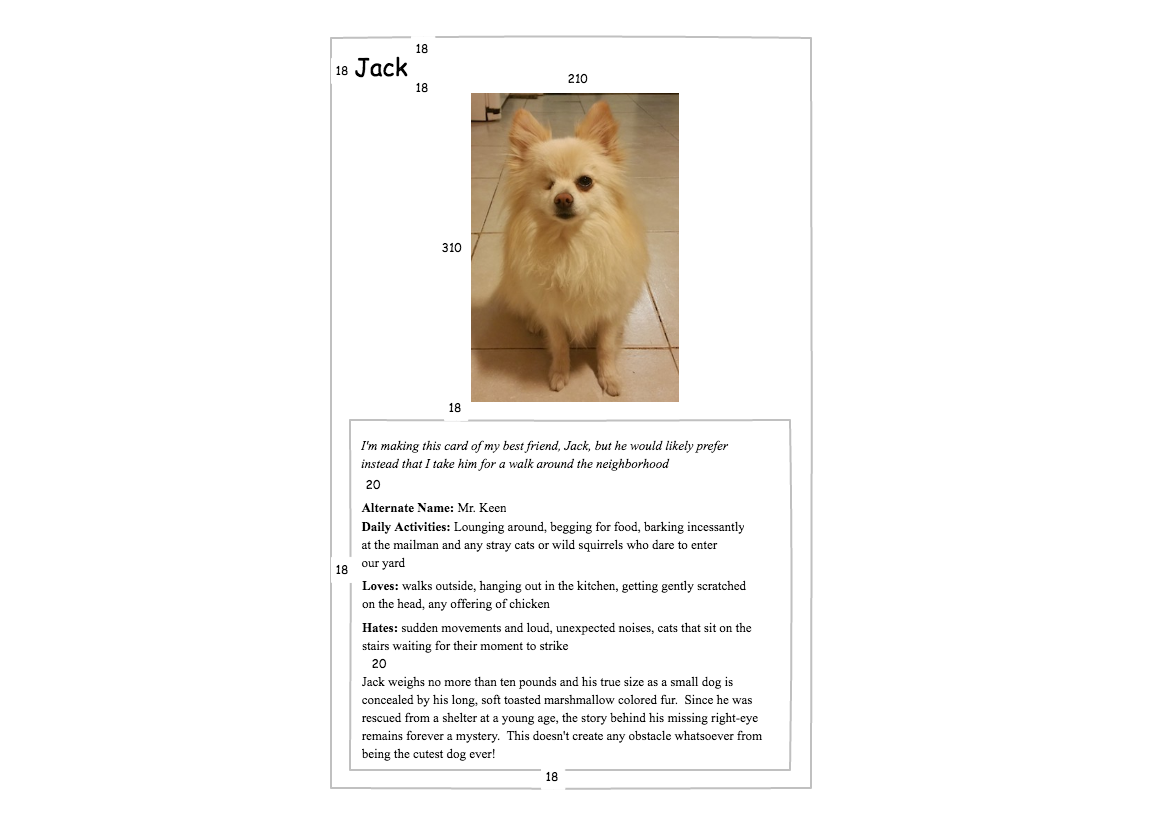 18
18 Jack
18
210
310
18
I'm making this card of my best friend, Jack, but he would likely prefer
instead that I take him for a walk around the neighborhood
20
Alternate Name: Mr. Keen
Daily Activities: Lounging around, begging for food, barking incessantly
at the mailman and any stray cats or wild squirrels who dare to enter
our yard
18
Loves: walks outside, hanging out in the kitchen, getting gently scratched
on the head, any offering of chicken
Hates: sudden movements and loud, unexpected noises, cats that sit on the
stairs waiting for their moment to strike
20
Jack weighs no more than ten pounds and his true size as a small dog is
concealed by his long, soft toasted marshmallow colored fur.  Since he was
rescued from a shelter at a young age, the story behind his missing right-eye
remains forever a mystery.  This doesn't create any obstacle whatsoever from
being the cutest dog ever!
18